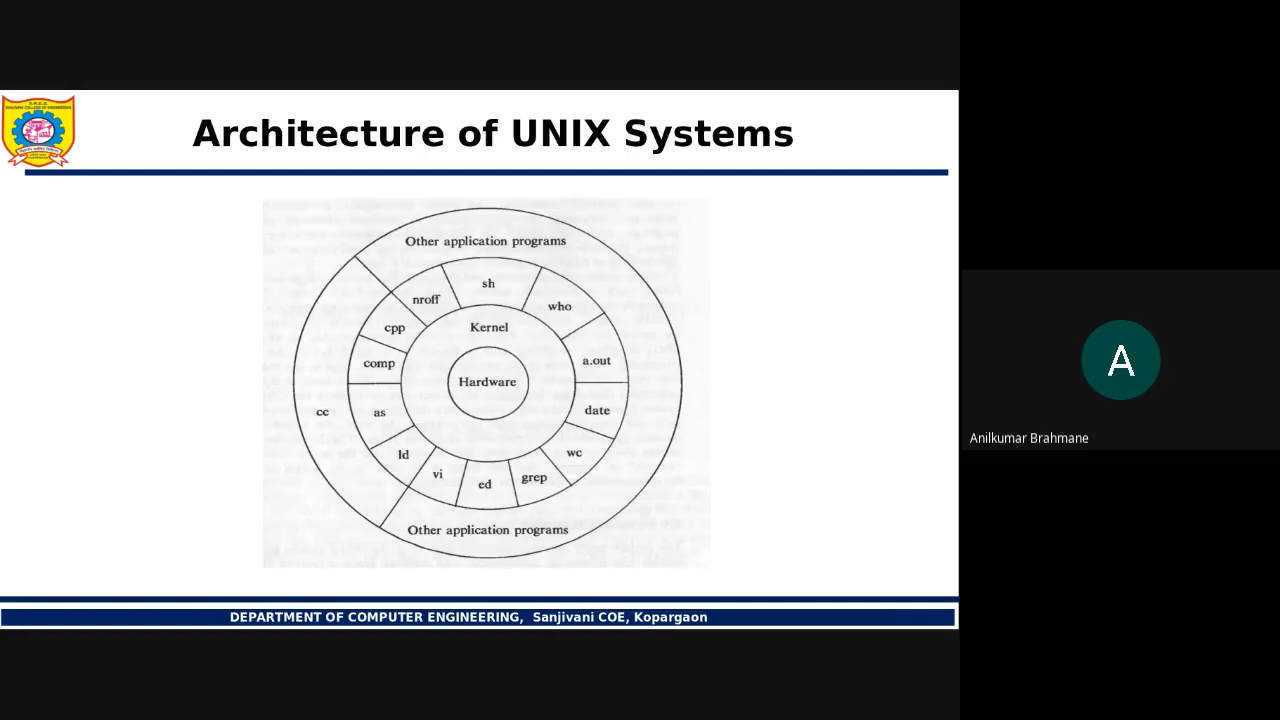 Architecture of UNIX Systems
Other application programs
sh
nroff
who
cpp
Kernel
comp
a.out
Hardware
cc
as
date
ld
wc
vi
ed
grep
Other application programs
DEPARTMENT OF COMPUTER ENGINEERING, Sanjivani COE, Kopargaon
A
Anilkumar Brahmane